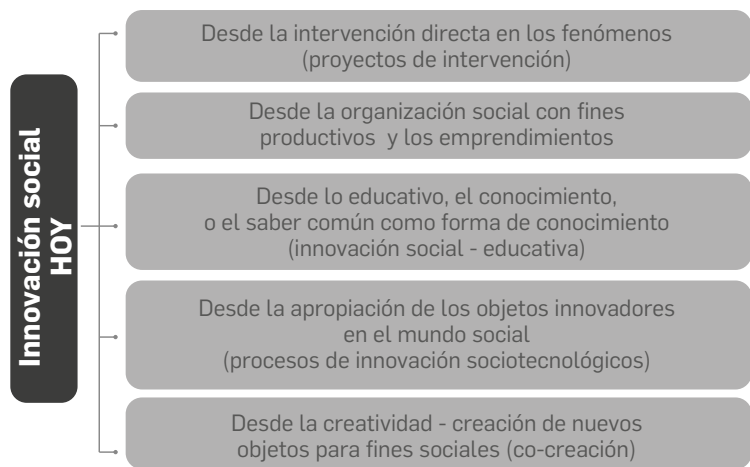 Innovación social
HOY
Desde la intervención directa en los fenómenos
(proyectos de intervención)
Desde la organización social con fines
productivos y los emprendimientos
Desde lo educativo, el conocimiento,
o el saber común como forma de conocimiento
(innovación social - educativa)
Desde la apropiación de los objetos innovadores
en el mundo social
(procesos de innovación sociotecnológicos)
Desde la creatividad - creación de nuevos
objetos para fines sociales (co-creación)